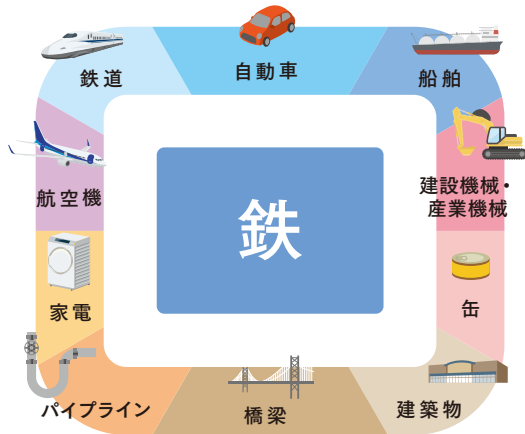 鉄道
自動車
船舶
航空機
建設機械・
産業機械
鉄
家電
缶
パイプライン
橋梁
建築物